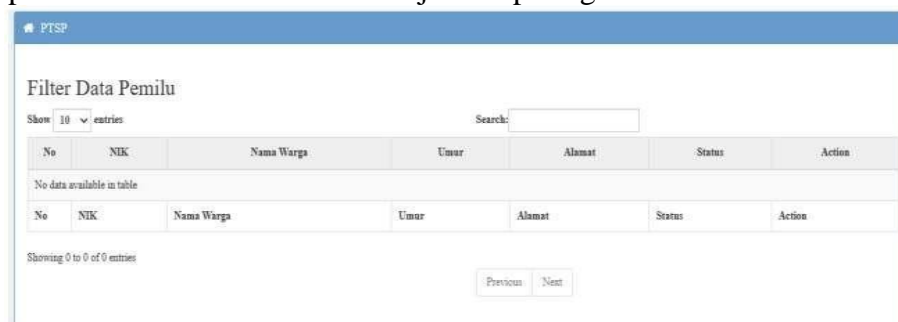 PTSP
Filter Data Pemilu
Show 10 entries Search:
No NIK Nama Warga Umur Alamat Status Action
No data available in table
No NIK Nama Warga Umur Alamat Status Action
Showing 0 to 0 of 0 entries
Previous Next